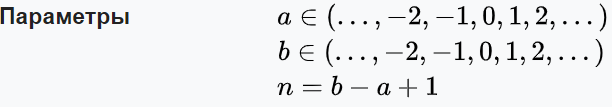 Параметры a ∈ (…, −2, −1, 0, 1, 2, …)
b ∈ (…, −2, −1, 0, 1, 2, …)
n = b − a + 1